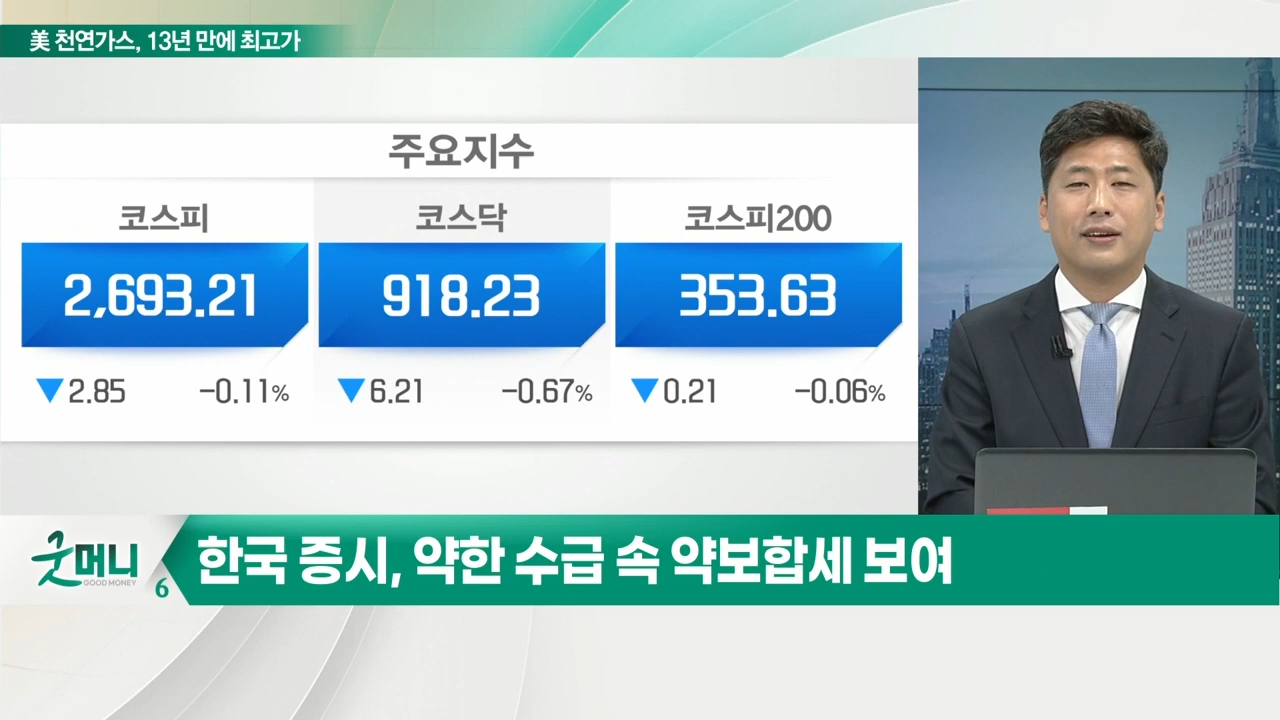 美 천연가스, 13년 만에 최고가
주요지수
코스피 코스닥 코스피200
2,693.21 918.23 353.63
▼2.85 -0.11% ▼6.21 -0.67% ▼0.21 -0.06%
굿머니 6
GOOD MONEY
한국 증시, 약한 수급 속 약보합세 보여